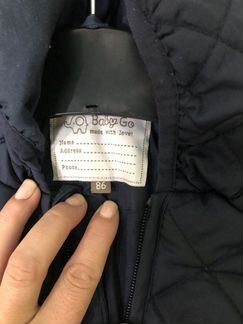 Baby Go
made with love!
Name ..................
Address ..................
..................
Phone ..................
86